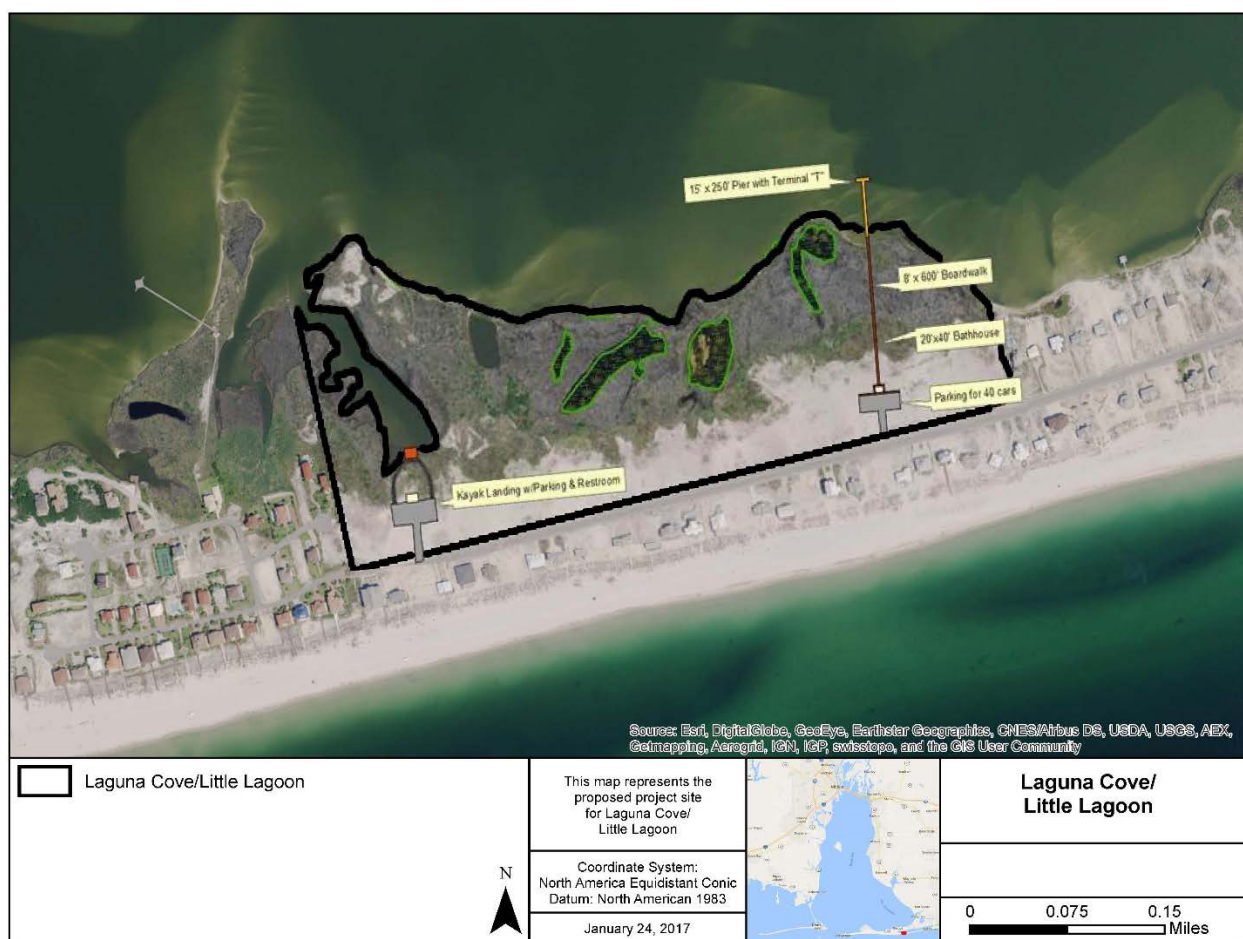 15' x 250' Pier with Terminal "T"
8' x 600' Boardwalk
20'x40' Bathhouse
Parking for 40 cars
Kayak Landing w/Parking & Restroom
Source: Esri, DigitalGlobe, GeoEye, Earthstar Geographics, CNES/Airbus DS, USDA, USGS, AEX,
Getmapping, Aerogrid, IGN, IGP, swisstopo, and the GIS User Community
Laguna Cove/Little Lagoon
N
This map represents the
proposed project site
for Laguna Cove/
Little Lagoon
Coordinate System:
North America Equidistant Conic
Datum: North American 1983
January 24, 2017
Laguna Cove/
Little Lagoon
0 0.075 0.15
Miles